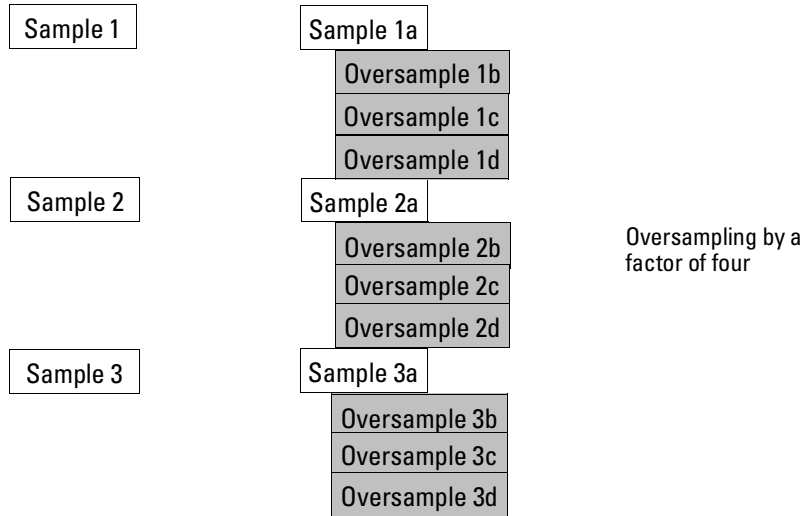 Sample 1
Sample 1a
Oversample 1b
Oversample 1c
Oversample 1d
Sample 2
Sample 2a
Oversample 2b
Oversample 2c
Oversample 2d
Oversampling by a
factor of four
Sample 3
Sample 3a
Oversample 3b
Oversample 3c
Oversample 3d